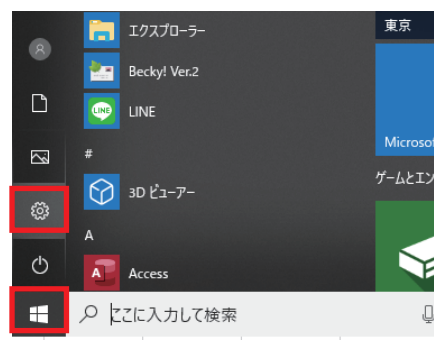 エクスプローラー
東京
Becky! Ver.2
LINE
LINE
Microsof
#
ゲームとエン
3D ビューアー
A
A
Access
ここに入力して検索